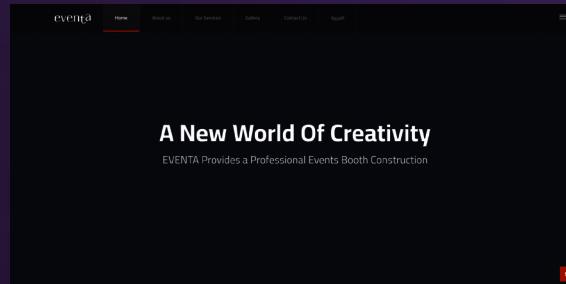 eventa
Home About us Our Services Gallery Contact Us العربية
A New World Of Creativity
EVENTA Provides a Professional Events Booth Construction